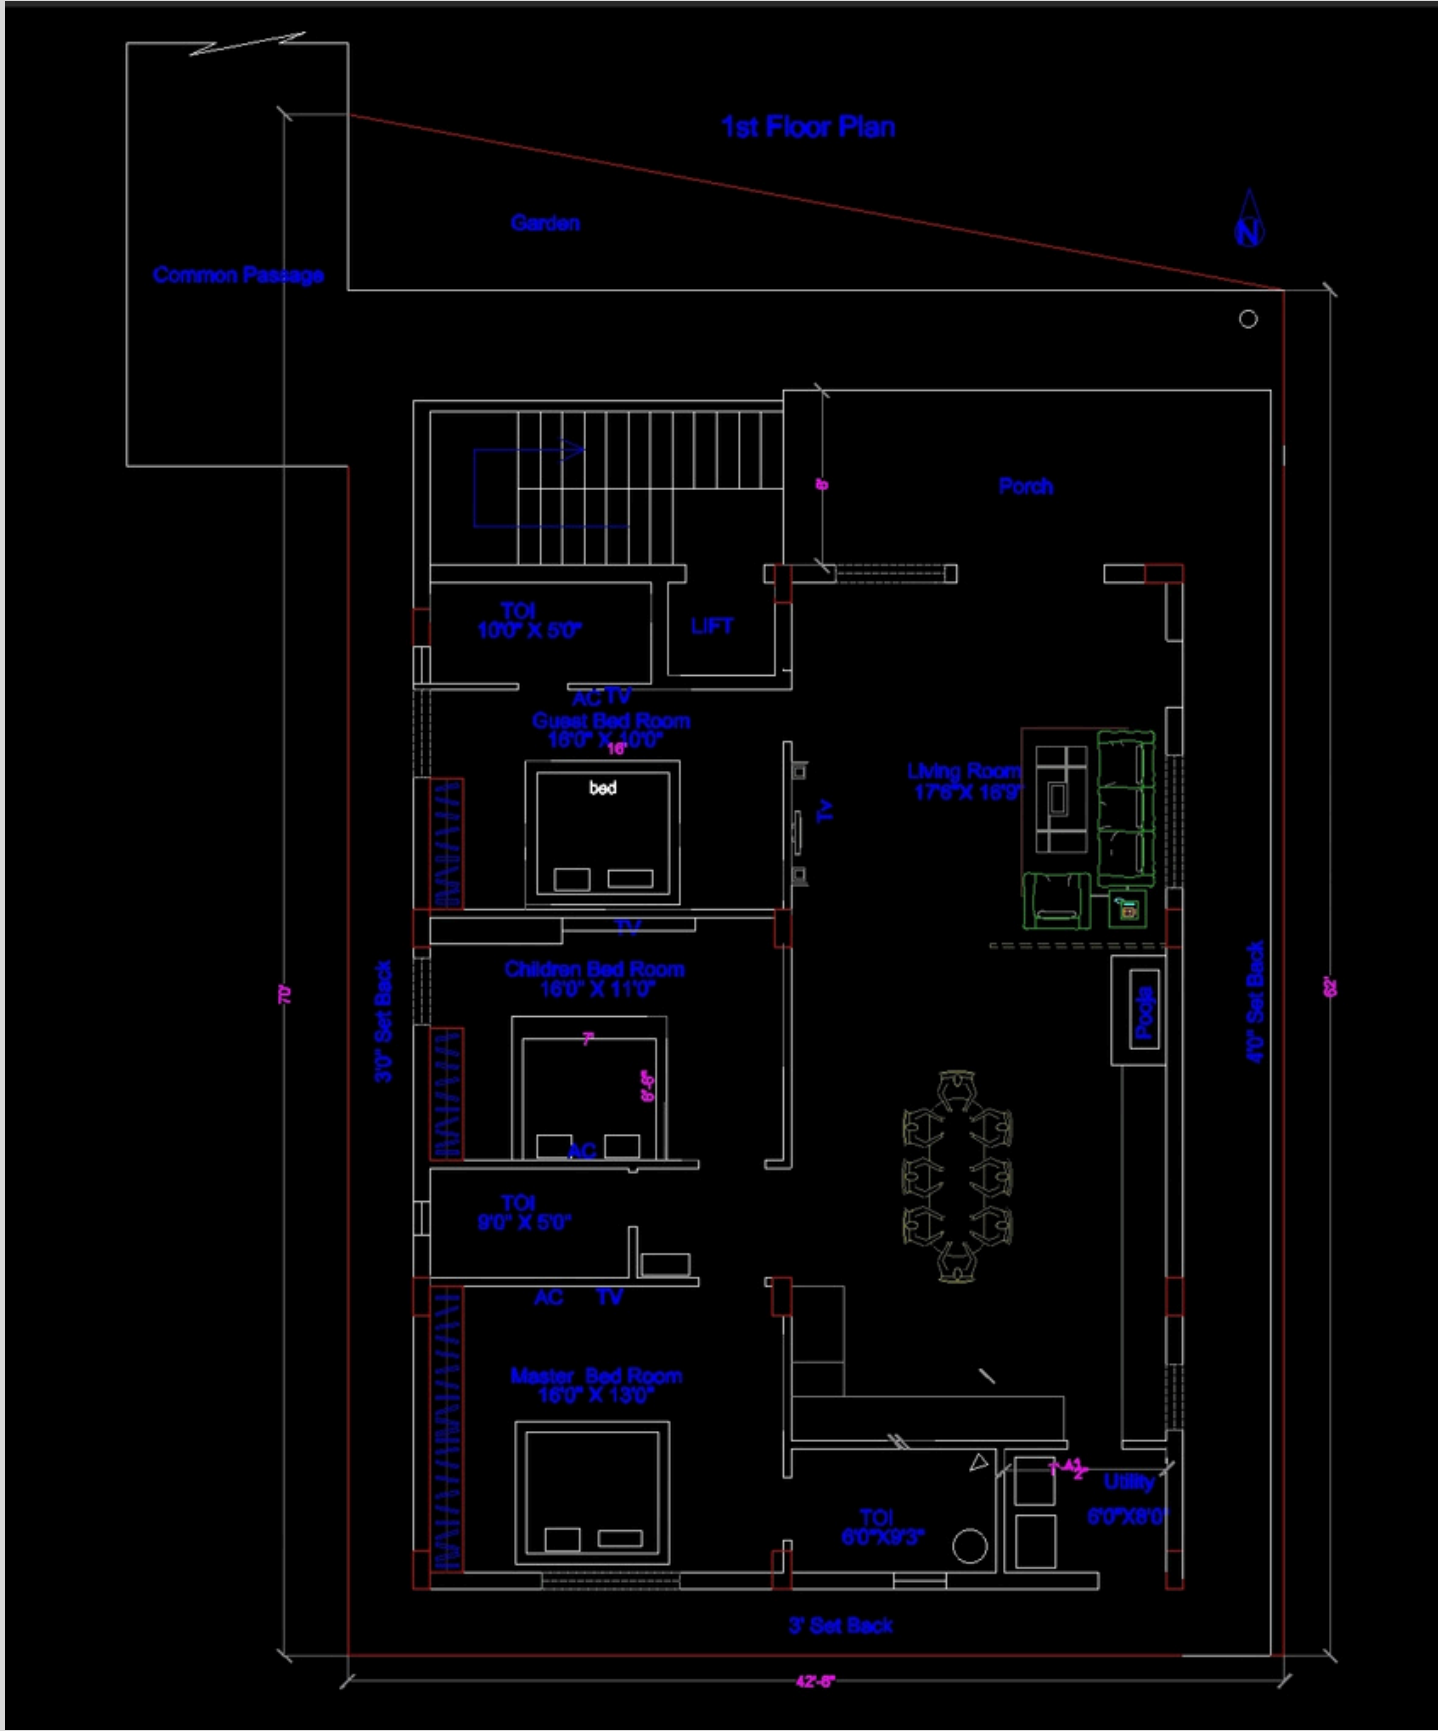 1st Floor Plan
Garden
N
Common Passage
Porch
8'
TOI
10'0" X 5'0"
LIFT
AC TV
Guest Bed Room
16'0" X 10'0"
16'
bed
Living Room
17'6"X 16'9"
Tv
TV
Children Bed Room
16'0" X 11'0"
7'
6'-6"
AC
Pooja
3'0" Set Back
4'0" Set Back
70'
62'
TOI
9'0" X 5'0"
AC TV
Master Bed Room
16'0" X 13'0"
Utility
6'0"X8'0"
TOI
6'0"X9'3"
3' Set Back
42'-6"